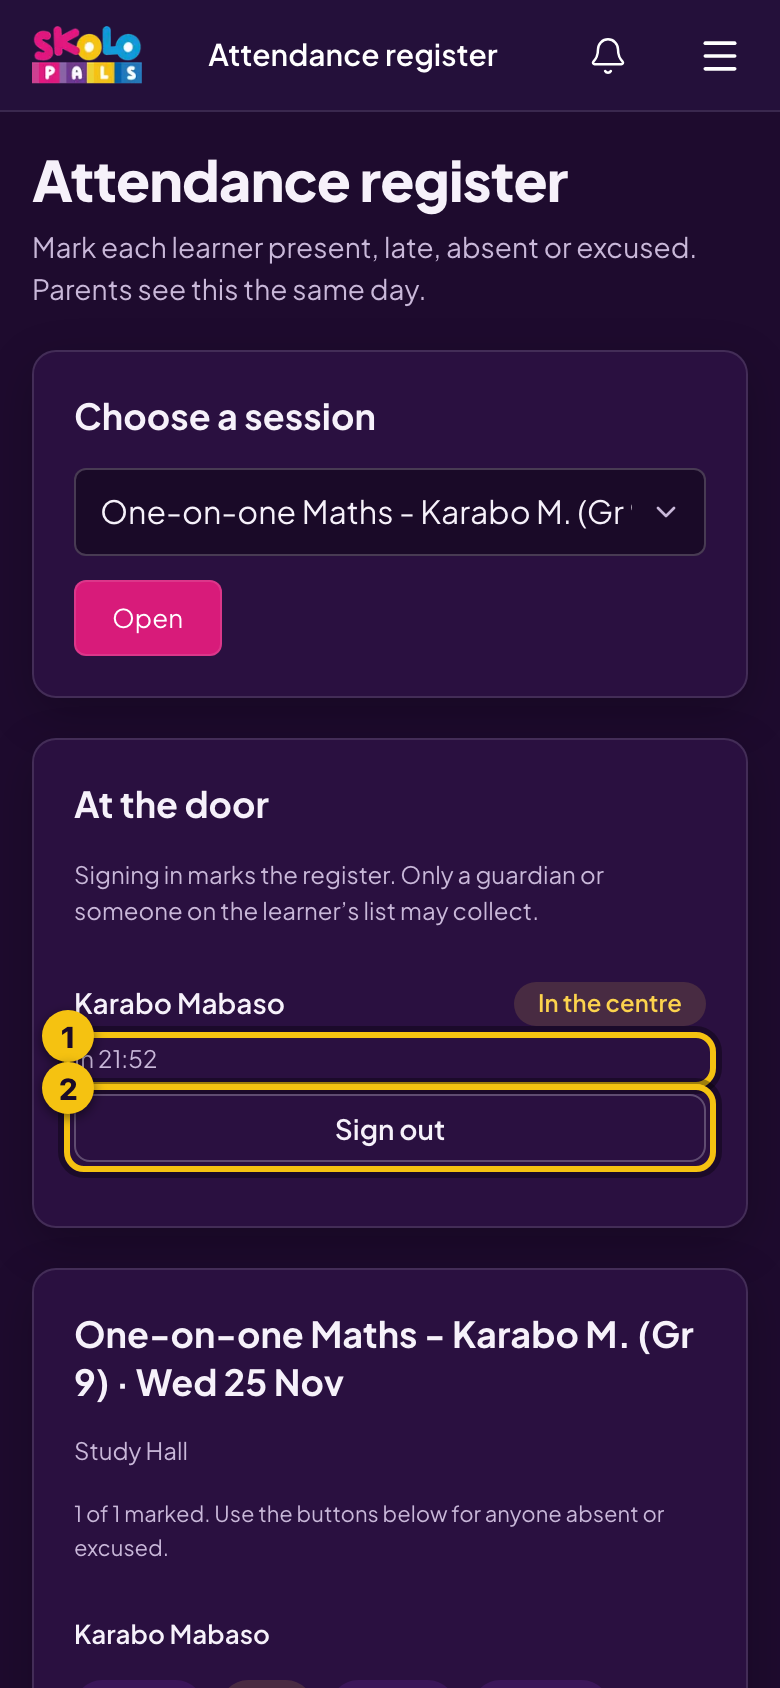 SKOLO
PALS
Attendance register
Attendance register
Mark each learner present, late, absent or excused.
Parents see this the same day.
Choose a session
One-on-one Maths - Karabo M. (Gr
Open
At the door
Signing in marks the register. Only a guardian or
someone on the learner’s list may collect.
Karabo Mabaso
In the centre
1
21:52
2
Sign out
One-on-one Maths - Karabo M. (Gr
9) · Wed 25 Nov
Study Hall
1 of 1 marked. Use the buttons below for anyone absent or
excused.
Karabo Mabaso